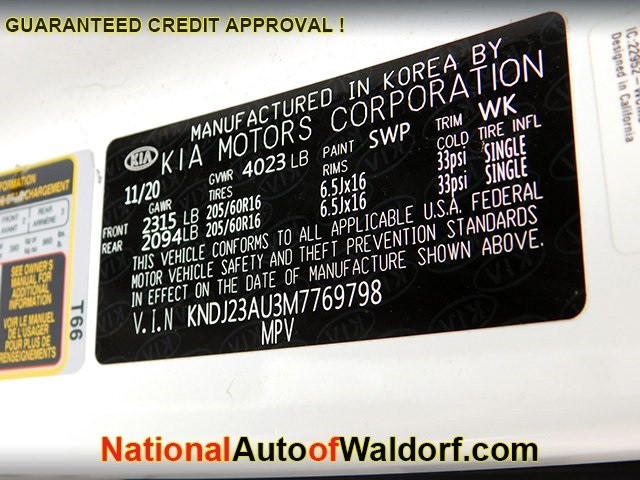 GUARANTEED CREDIT APPROVAL !
MANUFACTURED IN KOREA BY
KIA KIA MOTORS CORPORATION
11/20 GVWR 4023 LB PAINT SWP TRIM WK
GAWR TIRES RIMS COLD TIRE INFL
FRONT 2315 LB 205/60R16 6.5Jx16 33psi SINGLE
REAR 2094LB 205/60R16 6.5Jx16 33psi SINGLE
THIS VEHICLE CONFORMS TO ALL APPLICABLE U.S.A. FEDERAL
MOTOR VEHICLE SAFETY AND THEFT PREVENTION STANDARDS
IN EFFECT ON THE DATE OF MANUFACTURE SHOWN ABOVE.
V.I.N KNDJ23AU3M7769798
MPV
FRONT REAR
SEE OWNER'S
MANUAL FOR
ADDITIONAL
INFORMATION
VOIR LE MANUEL
DE L'USAGER
POUR PLUS DE
RENSEIGNEMENTS
T66
Designed in California
NationalAutoofWaldorf.com